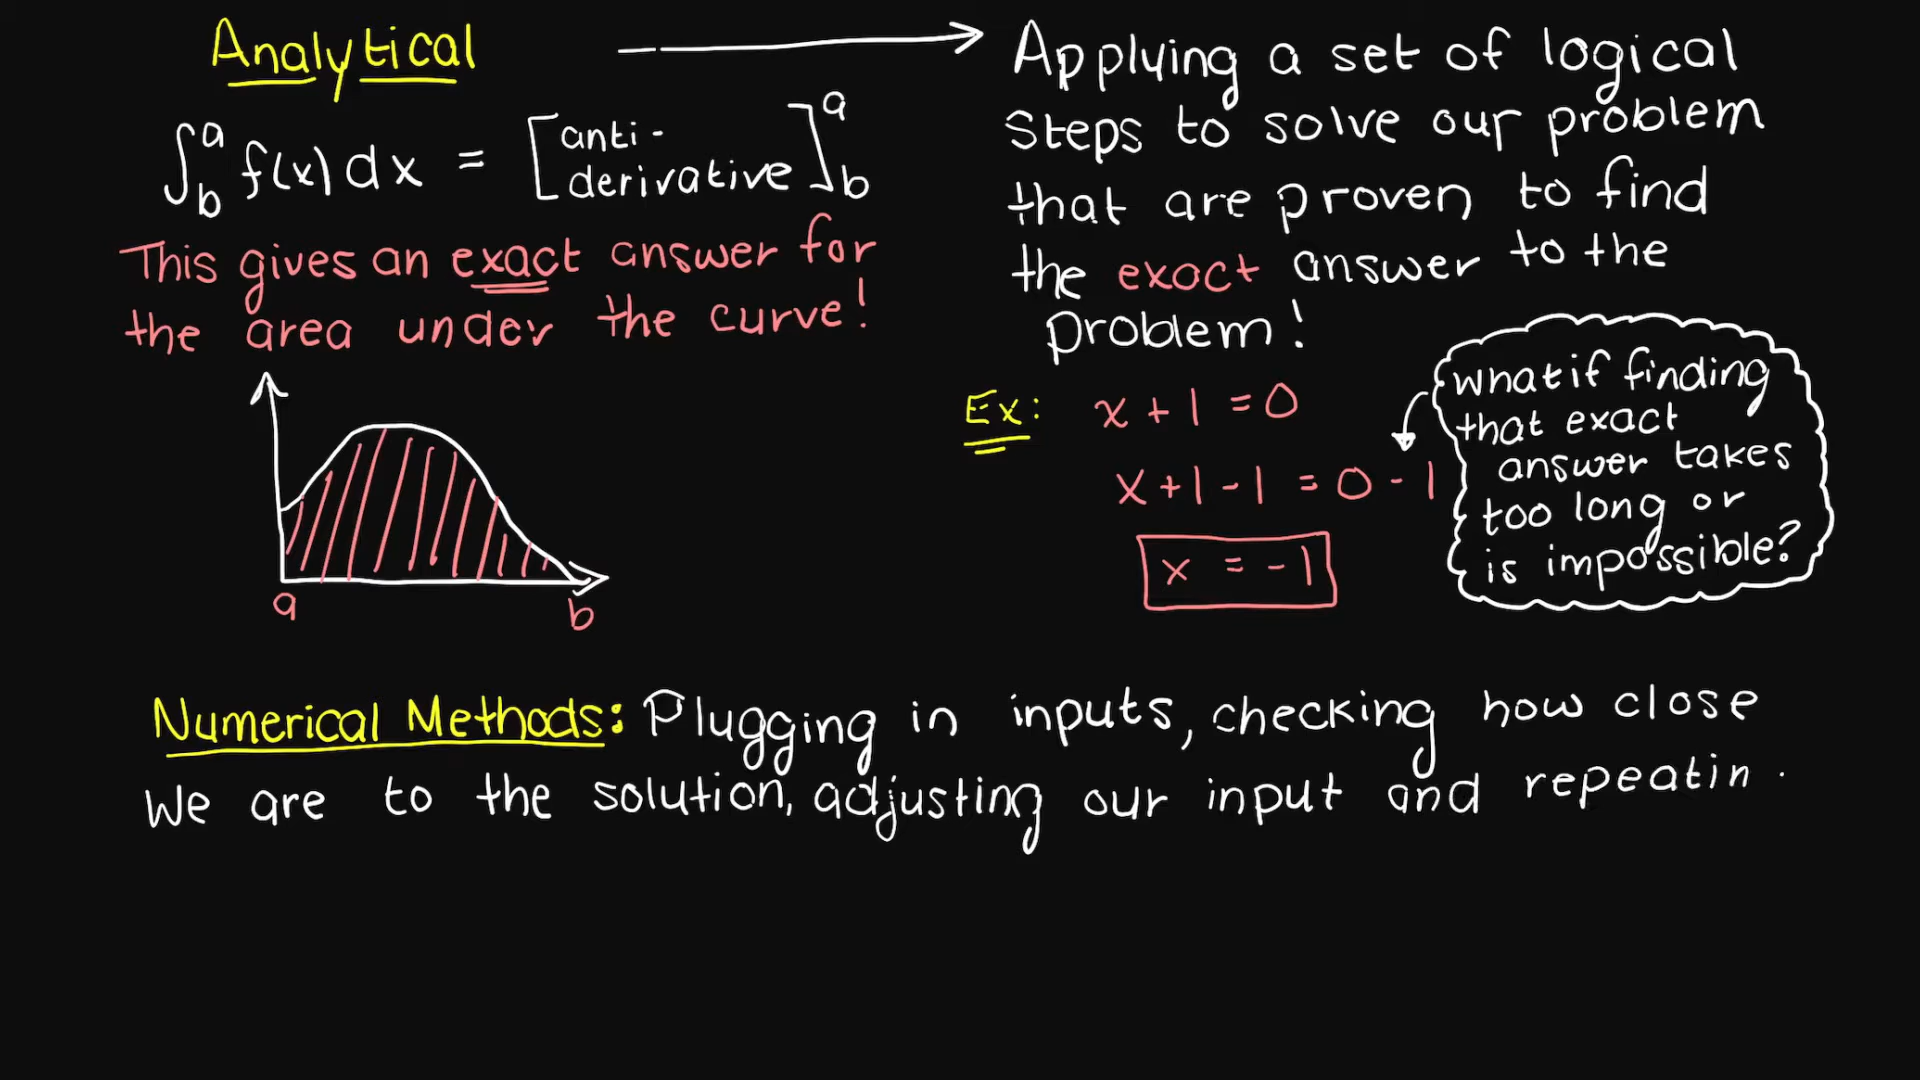 Analytical
∫ₐᵇ f(x) dx = [anti-
derivative]
This gives an exact answer for
the area under the curve!
a
b
Applying a set of logical
steps to solve our problem
that are proven to find
the exact answer to the
problem!
Ex: x + 1 = 0
x + 1 - 1 = 0 - 1
x = -1
what if finding
that exact
answer takes
too long or
is impossible?
Numerical Methods: Plugging in inputs, checking how close
we are to the solution, adjusting our input and repeatin